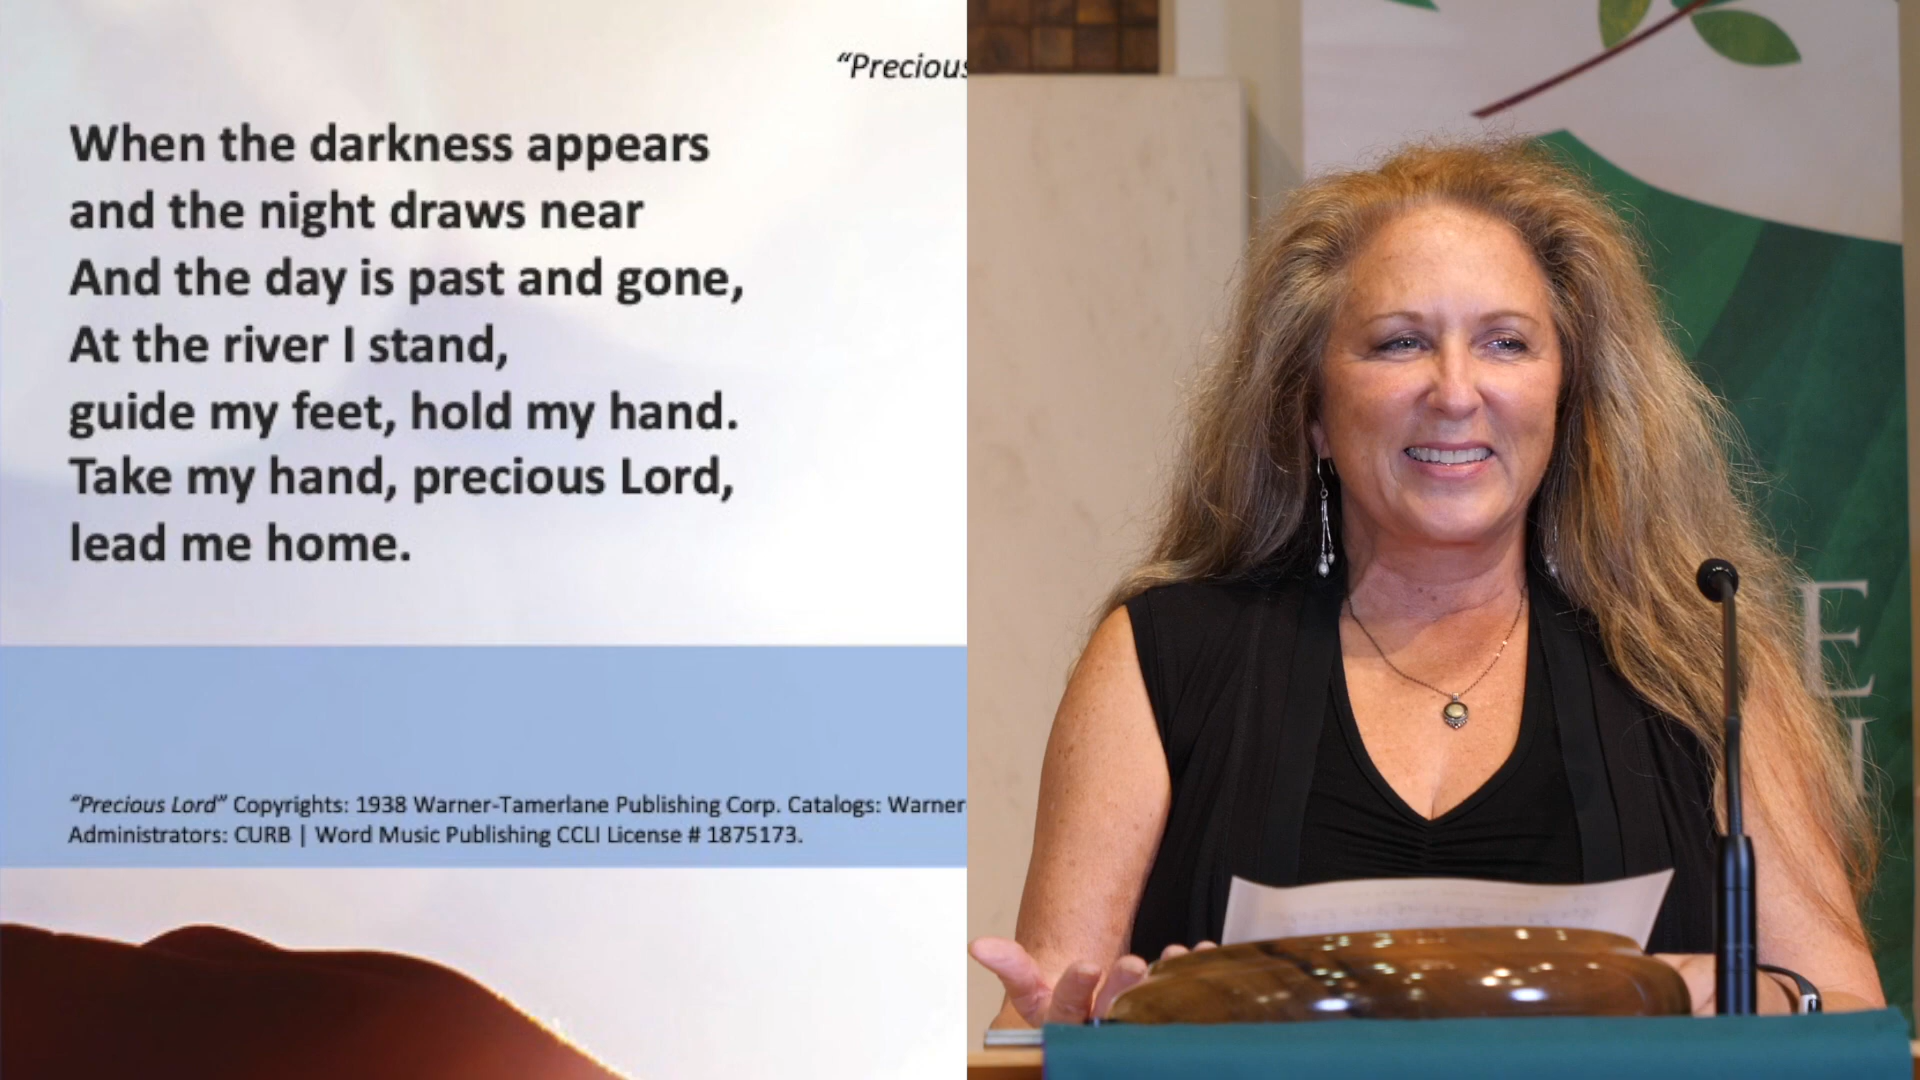 “Precious
When the darkness appears
and the night draws near
And the day is past and gone,
At the river I stand,
guide my feet, hold my hand.
Take my hand, precious Lord,
lead me home.
“Precious Lord” Copyrights: 1938 Warner-Tamerlane Publishing Corp. Catalogs: Warner
Administrators: CURB | Word Music Publishing CCLI License # 1875173.
E